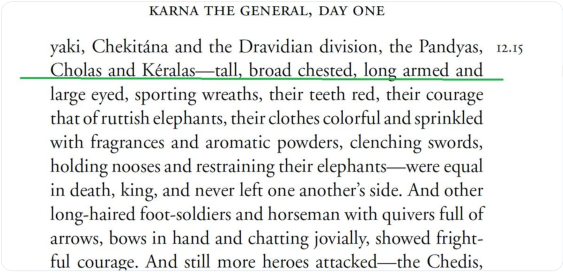 KARNA THE GENERAL, DAY ONE
yaki, Chekitána and the Dravidian division, the Pandyas, 12.15
Cholas and Kéralas—tall, broad chested, long armed and
large eyed, sporting wreaths, their teeth red, their courage
that of ruttish elephants, their clothes colorful and sprinkled
with fragrances and aromatic powders, clenching swords,
holding nooses and restraining their elephants—were equal
in death, king, and never left one another's side. And other
long-haired foot-soldiers and horseman with quivers full of
arrows, bows in hand and chatting jovially, showed fright-
ful courage. And still more heroes attacked—the Chedis,